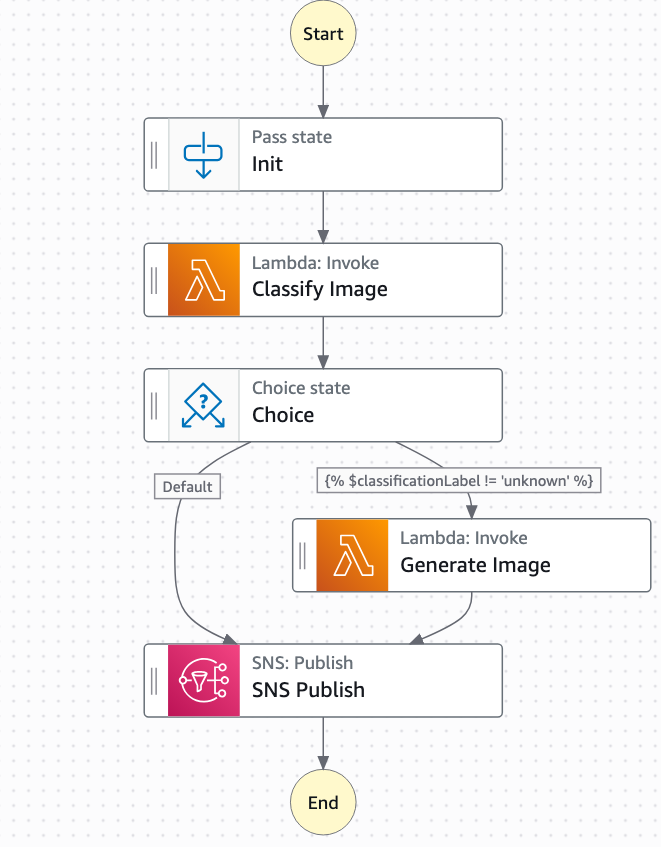 Start
Pass state
Init
Lambda: Invoke
Classify Image
Choice state
?
Choice
Default
{% $classificationLabel != 'unknown' %}
Lambda: Invoke
Generate Image
SNS: Publish
SNS Publish
End